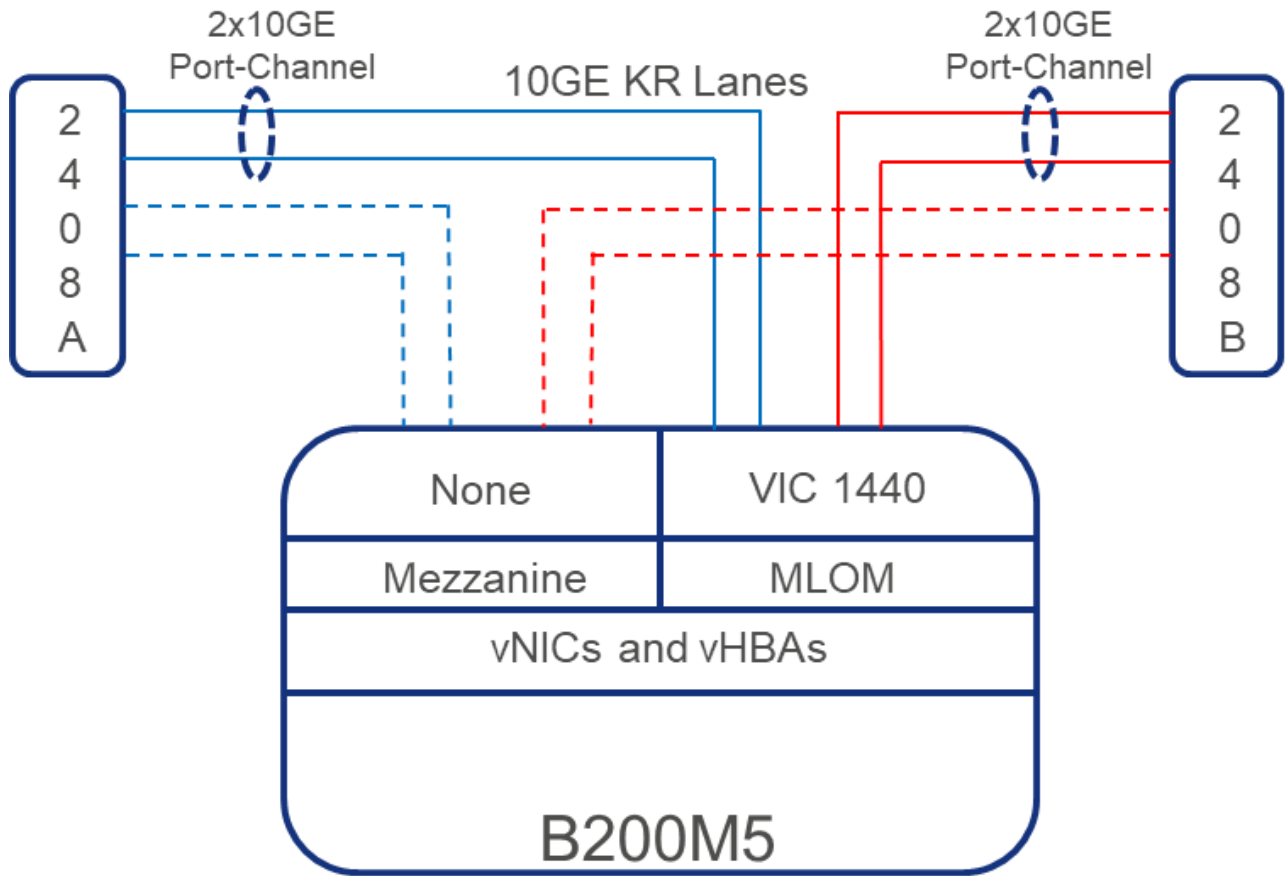 2x10GE
Port-Channel
10GE KR Lanes
2x10GE
Port-Channel
2
4
0
8
A
2
4
0
8
B
None
VIC 1440
Mezzanine
MLOM
vNICs and vHBAs
B200M5